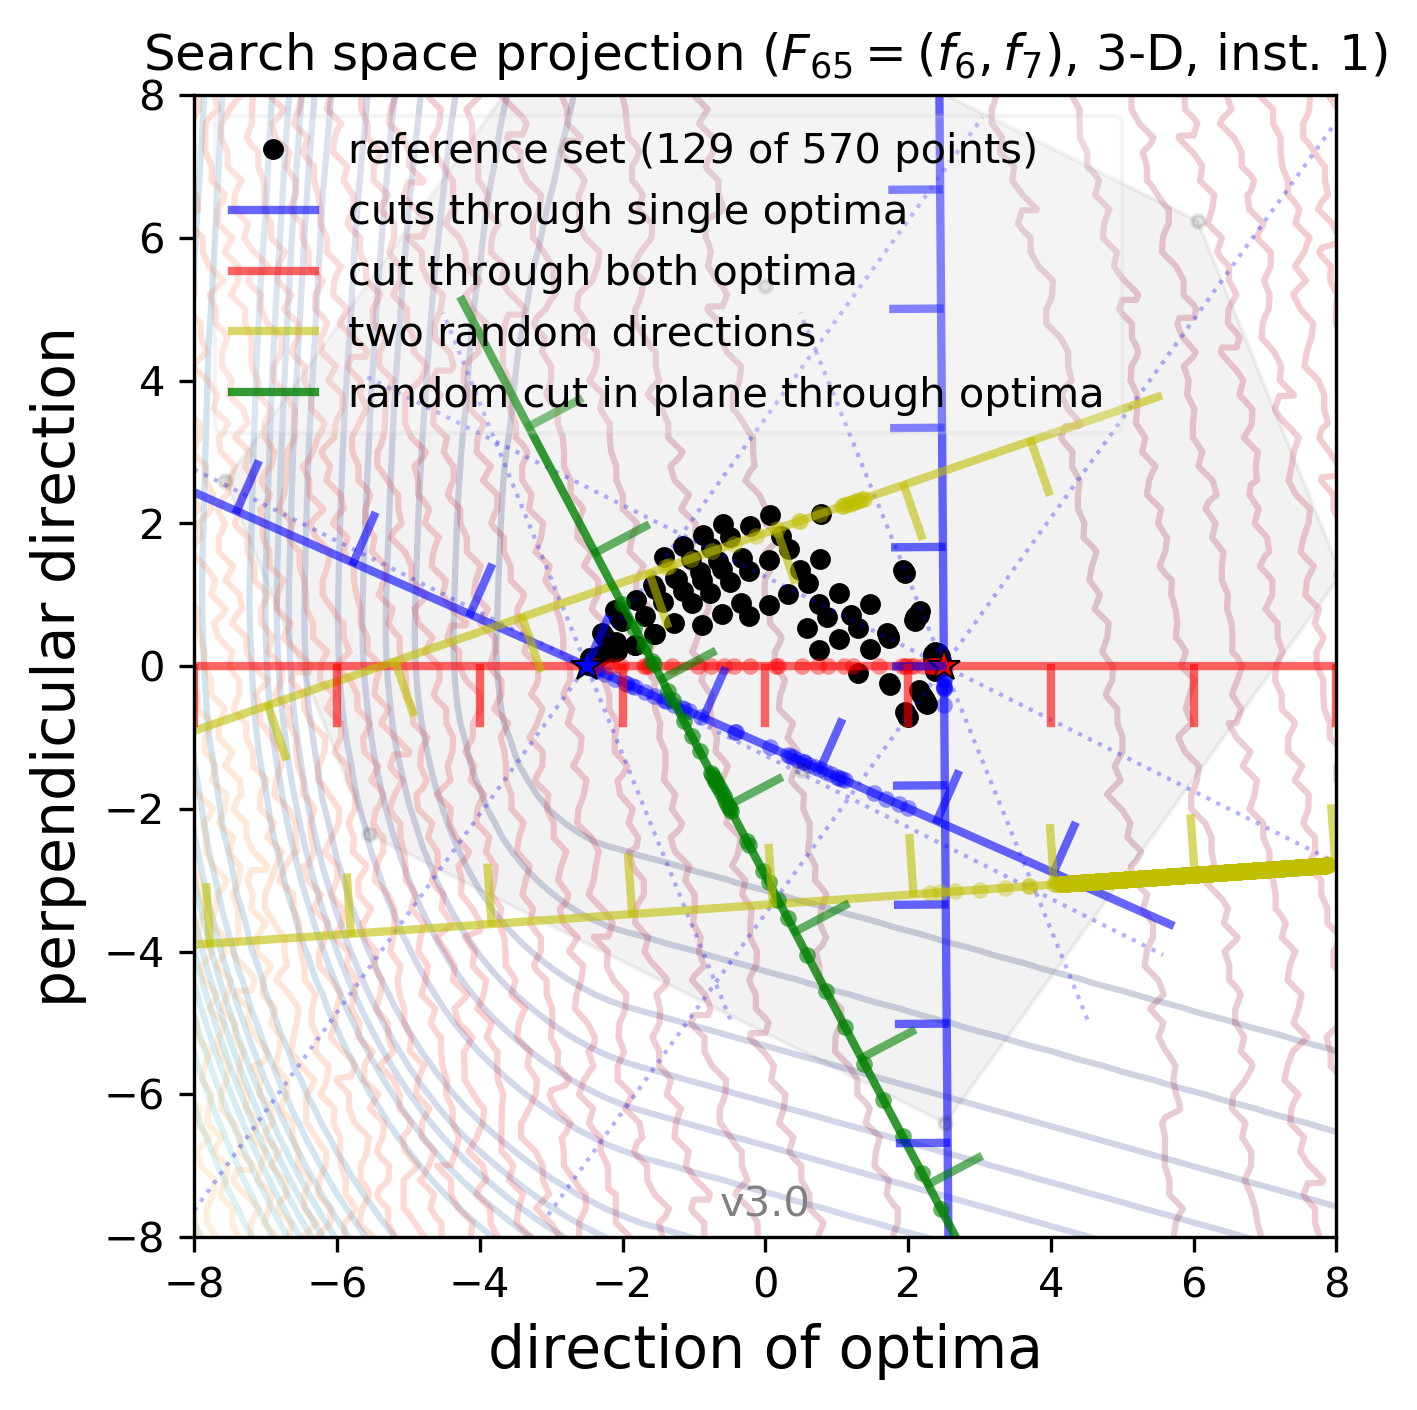 Search space projection (F₆₅ = (f₆, f₇), 3-D, inst. 1)
reference set (129 of 570 points)
cuts through single optima
cut through both optima
two random directions
random cut in plane through optima
perpendicular direction
8
6
4
2
0
−2
−4
−6
−8
v3.0
−8 −6 −4 −2 0 2 4 6 8
direction of optima